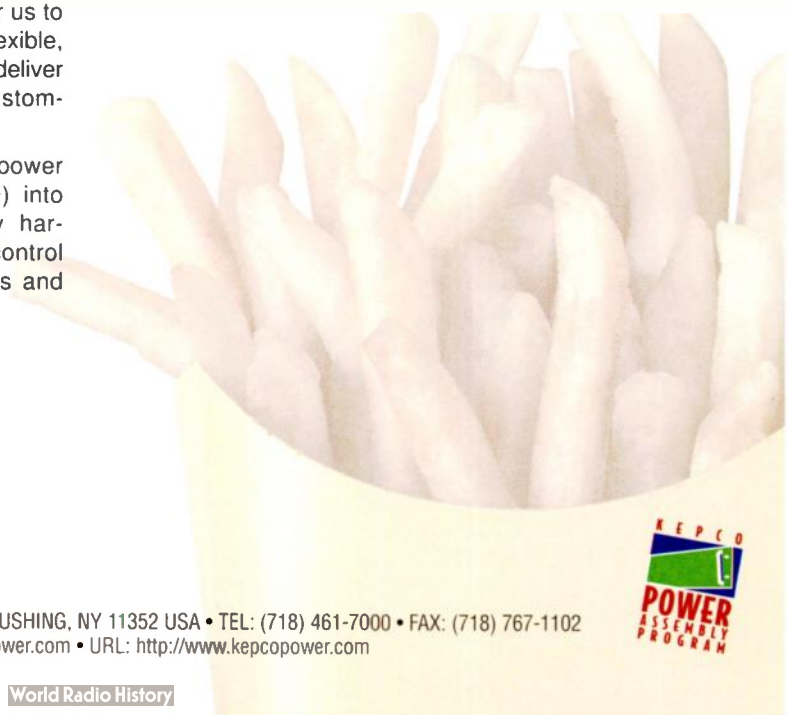 r us to
exible,
deliver
stom-
power
) into
har-
control
s and
KEPCO
POWER
ASSEMBLY
PROGRAM
USHING, NY 11352 USA • TEL: (718) 461-7000 • FAX: (718) 767-1102
wer.com • URL: http://www.kepcopower.com
World Radio History